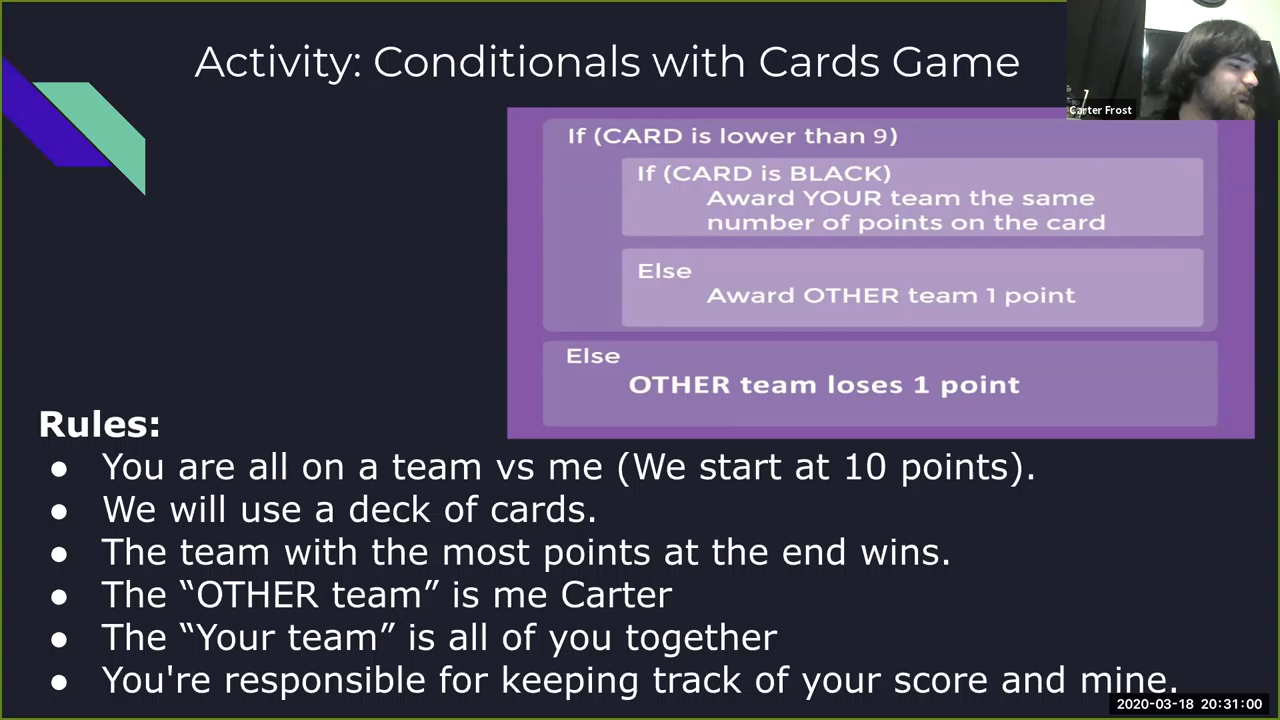 Activity: Conditionals with Cards Game
Carter Frost
If (CARD is lower than 9)
If (CARD is BLACK)
Award YOUR team the same
number of points on the card
Else
Award OTHER team 1 point
Else
OTHER team loses 1 point
Rules:
● You are all on a team vs me (We start at 10 points).
● We will use a deck of cards.
● The team with the most points at the end wins.
● The “OTHER team” is me Carter
● The “Your team” is all of you together
● You're responsible for keeping track of your score and mine.
2020-03-18 20:31:00